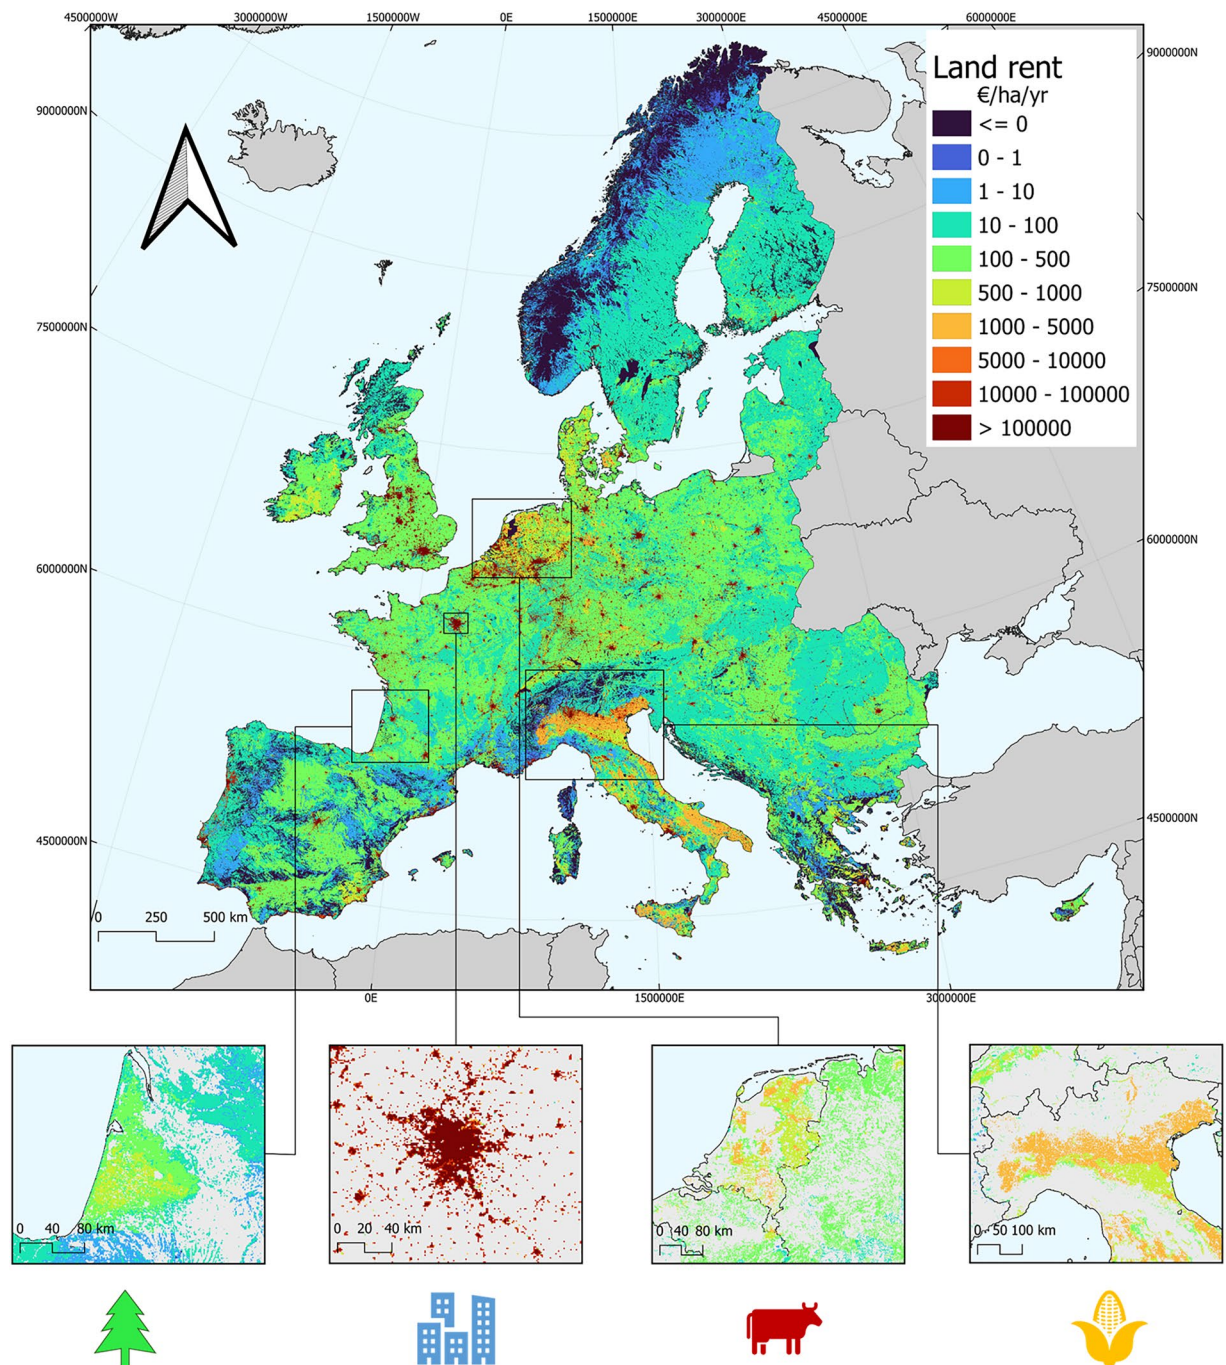 4500000W 3000000W 1500000W 0E 1500000E 3000000E 4500000E 6000000E
9000000N
9000000N
7500000N
7500000N
6000000N
6000000N
4500000N
4500000N
Land rent
€/ha/yr
<= 0
0 - 1
1 - 10
10 - 100
100 - 500
500 - 1000
1000 - 5000
5000 - 10000
10000 - 100000
> 100000
0 250 500 km
0E 1500000E 3000000E
0 40 80 km
0 20 40 km
0 40 80 km
0 50 100 km